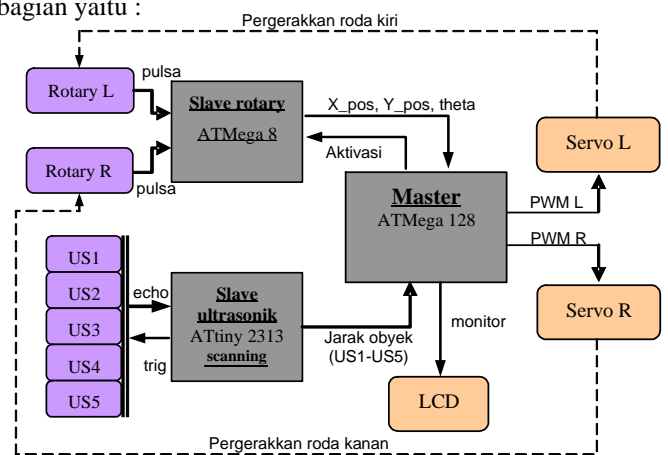 bagian yaitu :
Pergerakkan roda kiri
Rotary L
pulsa
Slave rotary
ATMega 8
X_pos, Y_pos, theta
Aktivasi
Servo L
Rotary R
pulsa
Master
ATMega 128
PWM L
PWM R
US1
US2
US3
US4
US5
echo
trig
Slave
ultrasonik
ATtiny 2313
scanning
Jarak obyek
(US1-US5)
monitor
Servo R
LCD
Pergerakkan roda kanan